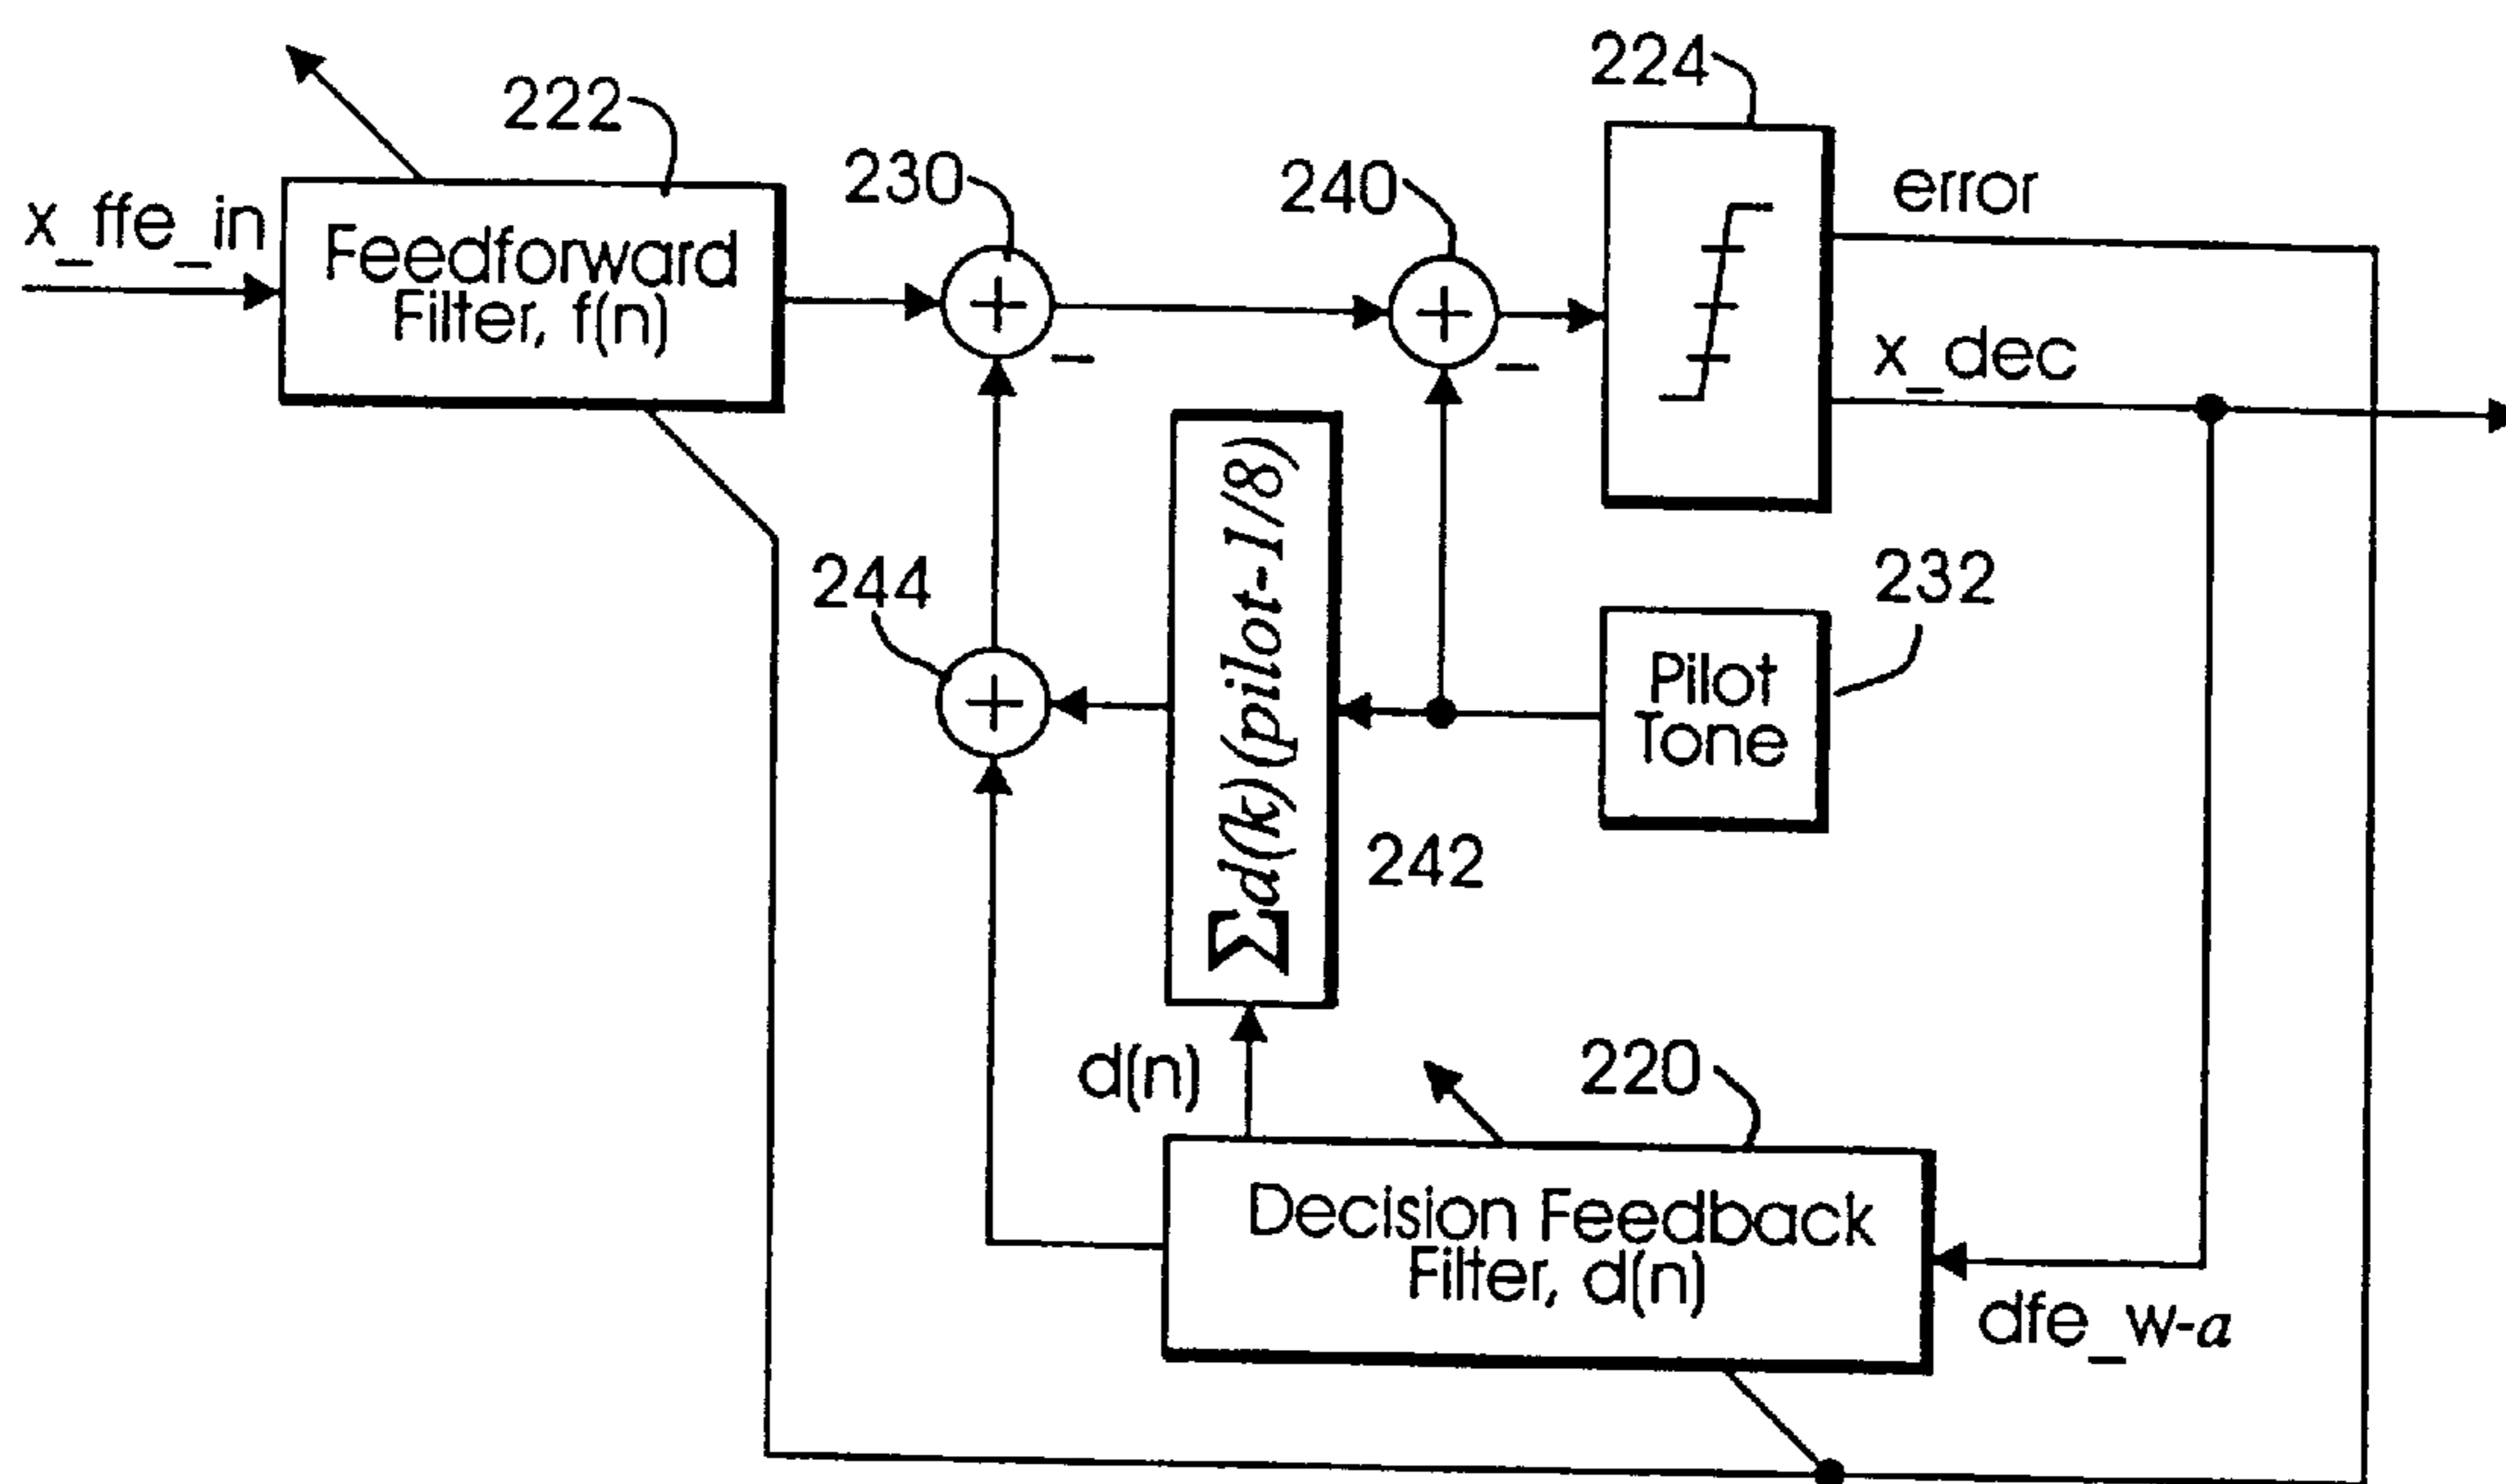 222
224
230
240
error
x_ffe_in
Feedforward
Filter, f(n)
+
−
+
−
x_dec
Σd(k)(pilot-1/8)
244
232
+
Pilot
Tone
242
d(n)
220
Decision Feedback
Filter, d(n)
dfe_w-a